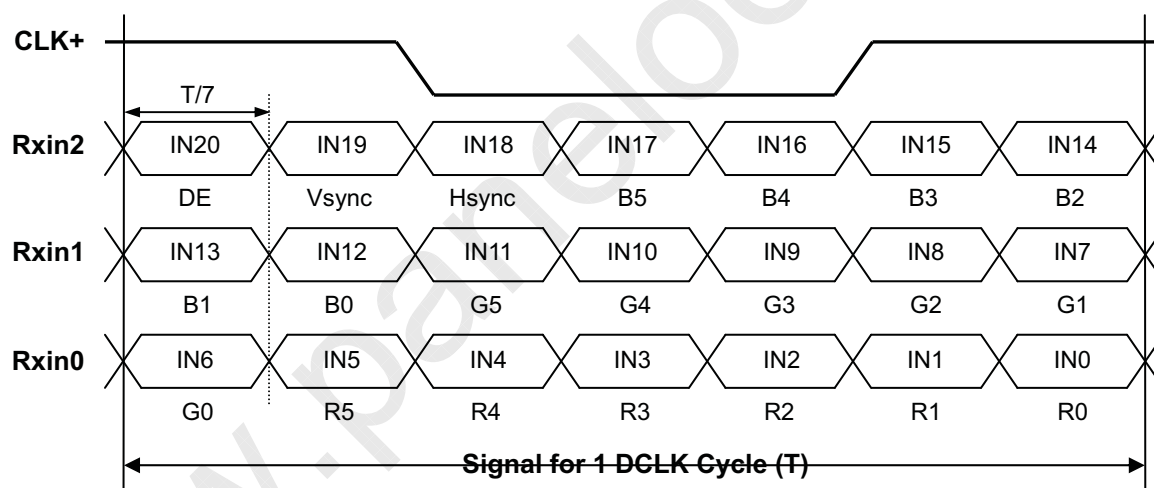 CLK+
T/7
Rxin2 IN20 IN19 IN18 IN17 IN16 IN15 IN14
DE Vsync Hsync B5 B4 B3 B2
Rxin1 IN13 IN12 IN11 IN10 IN9 IN8 IN7
B1 B0 G5 G4 G3 G2 G1
Rxin0 IN6 IN5 IN4 IN3 IN2 IN1 IN0
G0 R5 R4 R3 R2 R1 R0
Signal for 1 DCLK Cycle (T)
w.paneloo